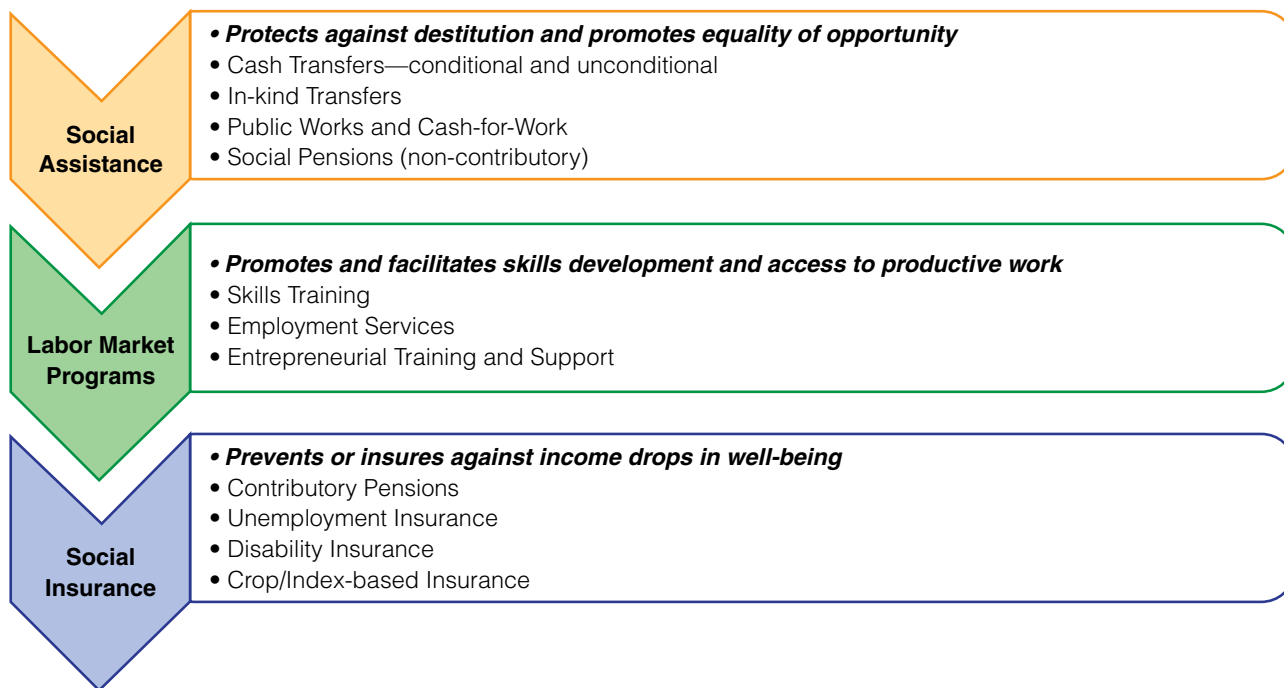 Social
Assistance
• Protects against destitution and promotes equality of opportunity
• Cash Transfers—conditional and unconditional
• In-kind Transfers
• Public Works and Cash-for-Work
• Social Pensions (non-contributory)
Labor Market
Programs
• Promotes and facilitates skills development and access to productive work
• Skills Training
• Employment Services
• Entrepreneurial Training and Support
Social
Insurance
• Prevents or insures against income drops in well-being
• Contributory Pensions
• Unemployment Insurance
• Disability Insurance
• Crop/Index-based Insurance